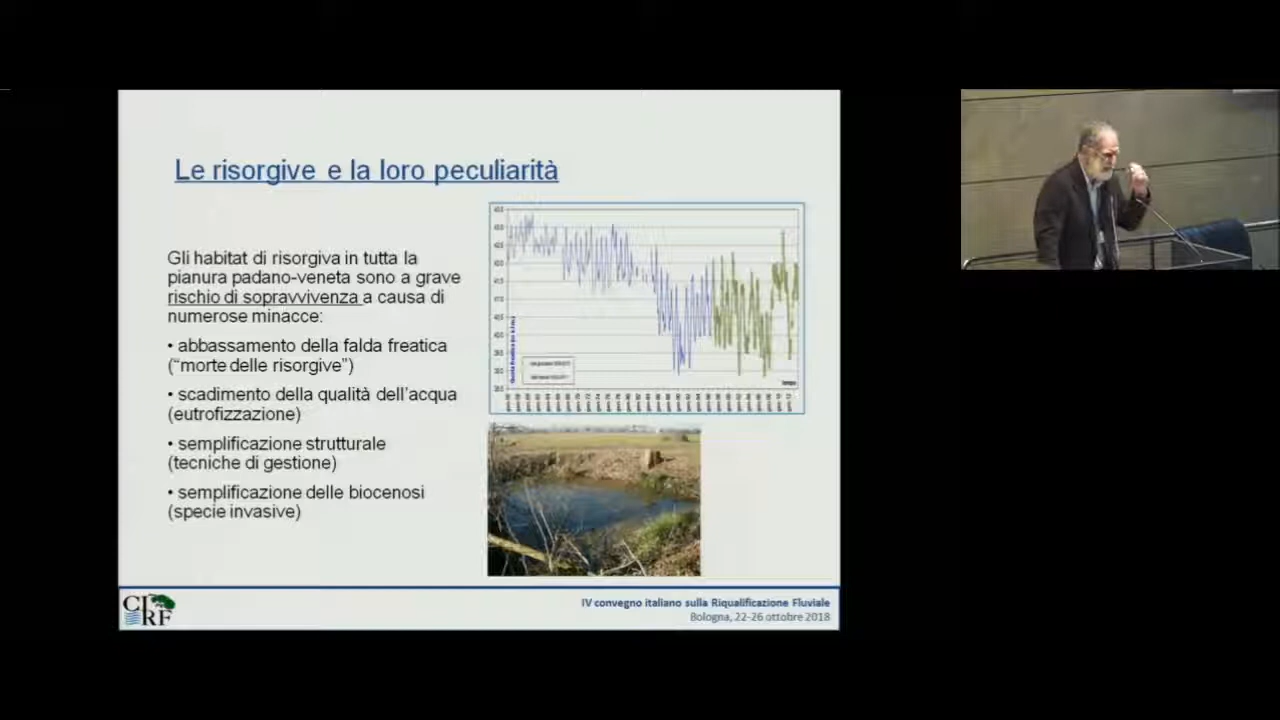 Le risorgive e la loro peculiarità
Gli habitat di risorgiva in tutta la
pianura padano-veneta sono a grave
rischio di sopravvivenza a causa di
numerose minacce:
• abbassamento della falda freatica
(“morte delle risorgive”)
• scadimento della qualità dell’acqua
(eutrofizzazione)
• semplificazione strutturale
(tecniche di gestione)
• semplificazione delle biocenosi
(specie invasive)
CIRF
IV convegno italiano sulla Riqualificazione Fluviale
Bologna, 22-26 ottobre 2018